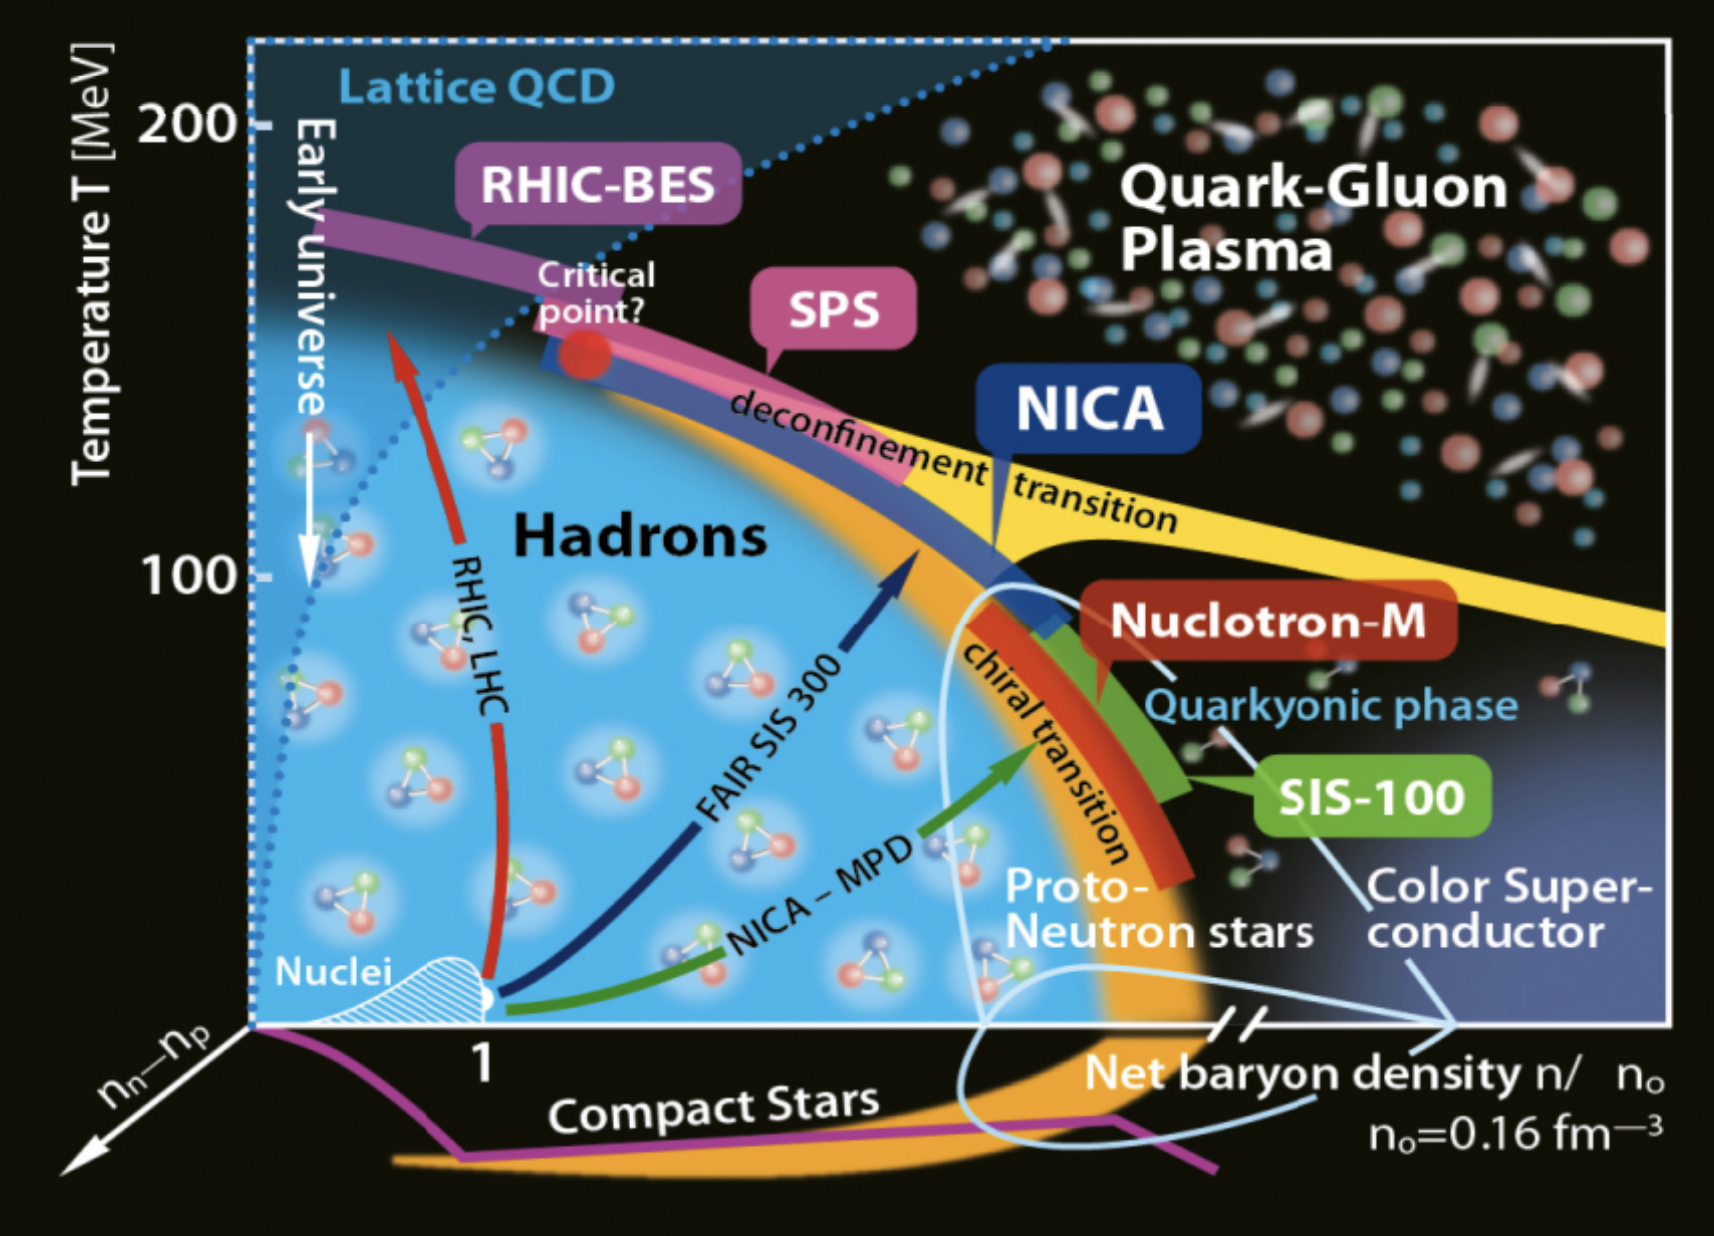 Temperature T [MeV]
200
100
Lattice QCD
Early universe
RHIC-BES
Critical
point?
SPS
Quark-Gluon
Plasma
NICA
deconfinement transition
Hadrons
RHIC, LHC
FAIR SIS 300
NICA – MPD
chiral transition
Nuclotron-M
Quarkyonic phase
SIS-100
Proto-
Neutron stars
Color Super-
conductor
Nuclei
nn—np
1
Compact Stars
Net baryon density n/ no
no=0.16 fm—3